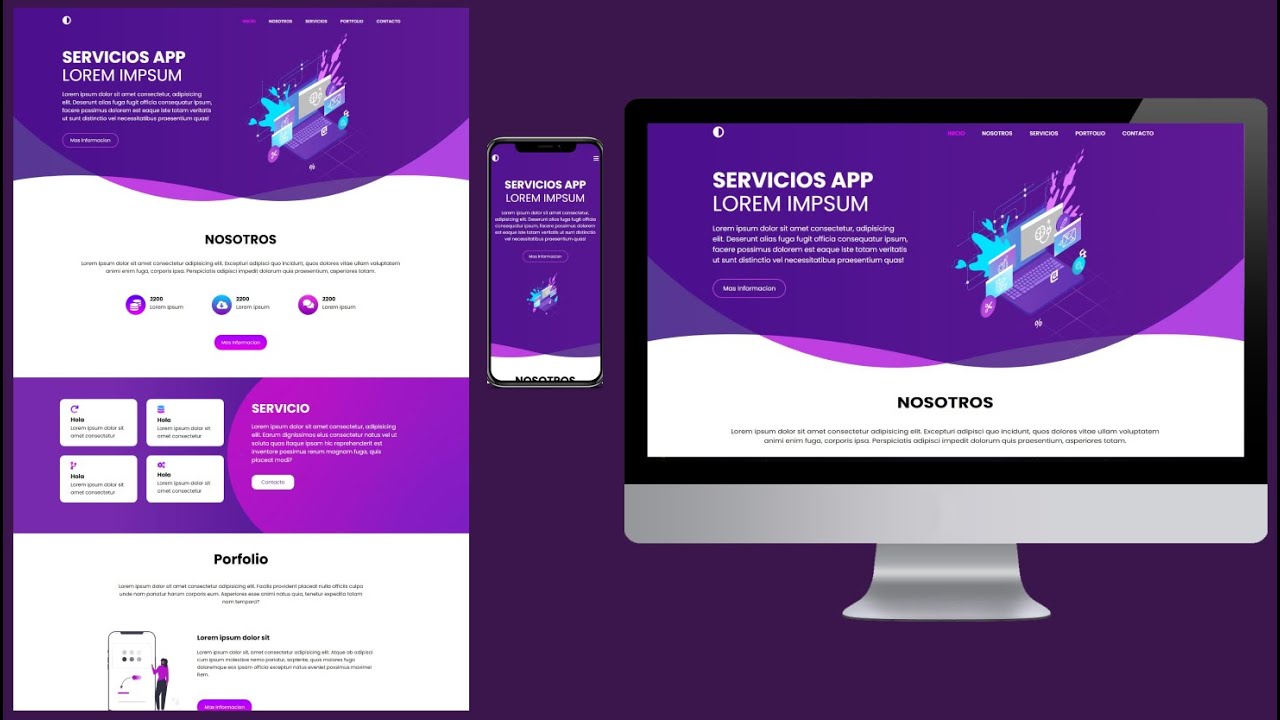 INICIO NOSOTROS SERVICIOS PORTFOLIO CONTACTO
SERVICIOS APP
LOREM IMPSUM
Lorem ipsum dolor sit amet consectetur, adipisicing
elit. Deserunt alias fuga fugit officia consequatur ipsum,
facere possimus dolorem est eaque iste totam veritatis
ut sunt distinctio vel necessitatibus praesentium quas!
Mas Informacion
NOSOTROS
Lorem ipsum dolor sit amet consectetur, adipisicing elit. Excepturi adipisci quo incidunt, quos dolores vitae ullam voluptatem
animi enim fuga, corporis ipsa. Perspiciatis adipisci impedit dolorum quis praesentium, asperiores totam.
2200
Lorem ipsum
2200
Lorem ipsum
2200
Lorem ipsum
Mas Informacion
Hola
Lorem ipsum dolor sit
amet consectetur
Hola
Lorem ipsum dolor sit
amet consectetur
Hola
Lorem ipsum dolor sit
amet consectetur
Hola
Lorem ipsum dolor sit
amet consectetur
SERVICIO
Lorem ipsum dolor sit amet consectetur, adipisicing
elit. Earum dignissimos eius consectetur natus vel ut
soluta quos itaque ipsam hic reprehenderit est
inventore possimus rerum magnam fuga, quis
placeat modi?
Contacto
Porfolio
Lorem ipsum dolor sit amet consectetur adipisicing elit. Facilis provident placeat nulla officiis culpa
unde nam pariatur harum corporis eum. Asperiores esse animi natus quia, tenetur expedita totam
nam tempora?
Lorem ipsum dolor sit
Lorem ipsum dolor sit amet consectetur, adipisicing elit. Atque ab adipisci
cum ipsum molestiae nemo pariatur, sapiente, quas maiores fuga
doloremque eos explicabo excepturi natus eveniet possimus maxime!
Rem.
Mas Informacion
SERVICIOS APP
LOREM IMPSUM
Lorem ipsum dolor sit amet consectetur,
adipisicing elit. Deserunt alias fuga fugit
officia consequatur ipsum, facere possimus
dolorem est eaque iste totam veritatis ut sunt distinctio
vel necessitatibus praesentium quas!
Mas Informacion
NOSOTROS
INICIO NOSOTROS SERVICIOS PORTFOLIO CONTACTO
SERVICIOS APP
LOREM IMPSUM
Lorem ipsum dolor sit amet consectetur, adipisicing
elit. Deserunt alias fuga fugit officia consequatur ipsum,
facere possimus dolorem est eaque iste totam veritatis
ut sunt distinctio vel necessitatibus praesentium quas!
Mas Informacion
NOSOTROS
Lorem ipsum dolor sit amet consectetur, adipisicing elit. Excepturi adipisci quo incidunt, quos dolores vitae ullam voluptatem
animi enim fuga, corporis ipsa. Perspiciatis adipisci impedit dolorum quis praesentium, asperiores totam.